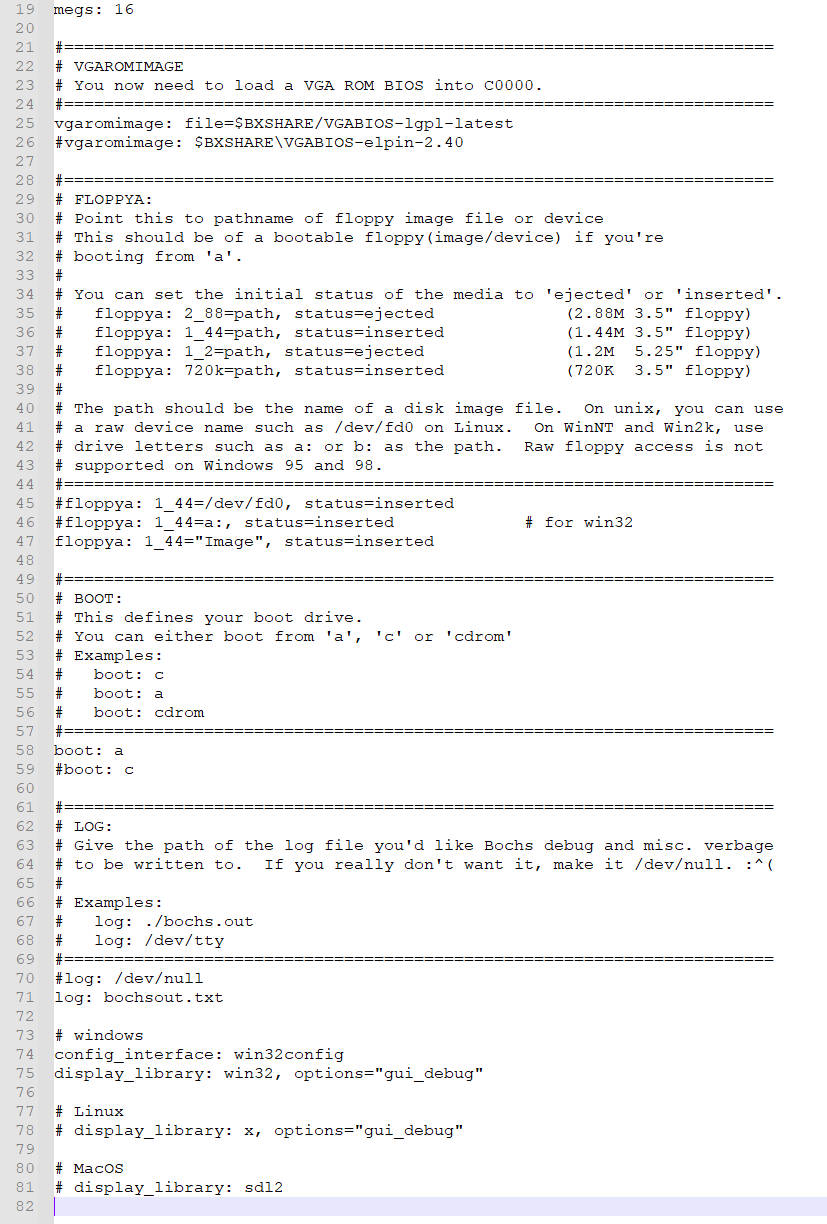 19 megs: 16
20
21 #=======================================================================
22 # VGAROMIMAGE
23 # You now need to load a VGA ROM BIOS into C0000.
24 #=======================================================================
25 vgaromimage: file=$BXSHARE/VGABIOS-lgpl-latest
26 #vgaromimage: $BXSHARE\VGABIOS-elpin-2.40
27
28 #=======================================================================
29 # FLOPPYA:
30 # Point this to pathname of floppy image file or device
31 # This should be of a bootable floppy(image/device) if you're
32 # booting from 'a'.
33 #
34 # You can set the initial status of the media to 'ejected' or 'inserted'.
35 #   floppya: 2_88=path, status=ejected             (2.88M 3.5" floppy)
36 #   floppya: 1_44=path, status=inserted            (1.44M 3.5" floppy)
37 #   floppya: 1_2=path, status=ejected              (1.2M  5.25" floppy)
38 #   floppya: 720k=path, status=inserted            (720K  3.5" floppy)
39 #
40 # The path should be the name of a disk image file.  On unix, you can use
41 # a raw device name such as /dev/fd0 on Linux.  On WinNT and Win2k, use
42 # drive letters such as a: or b: as the path.  Raw floppy access is not
43 # supported on Windows 95 and 98.
44 #=======================================================================
45 #floppya: 1_44=/dev/fd0, status=inserted
46 #floppya: 1_44=a:, status=inserted             # for win32
47 floppya: 1_44="Image", status=inserted
48
49 #=======================================================================
50 # BOOT:
51 # This defines your boot drive.
52 # You can either boot from 'a', 'c' or 'cdrom'
53 # Examples:
54 #   boot: c
55 #   boot: a
56 #   boot: cdrom
57 #=======================================================================
58 boot: a
59 #boot: c
60
61 #=======================================================================
62 # LOG:
63 # Give the path of the log file you'd like Bochs debug and misc. verbage
64 # to be written to.  If you really don't want it, make it /dev/null. :^(
65 #
66 # Examples:
67 #   log: ./bochs.out
68 #   log: /dev/tty
69 #=======================================================================
70 #log: /dev/null
71 log: bochsout.txt
72
73 # windows
74 config_interface: win32config
75 display_library: win32, options="gui_debug"
76
77 # Linux
78 # display_library: x, options="gui_debug"
79
80 # MacOS
81 # display_library: sdl2
82